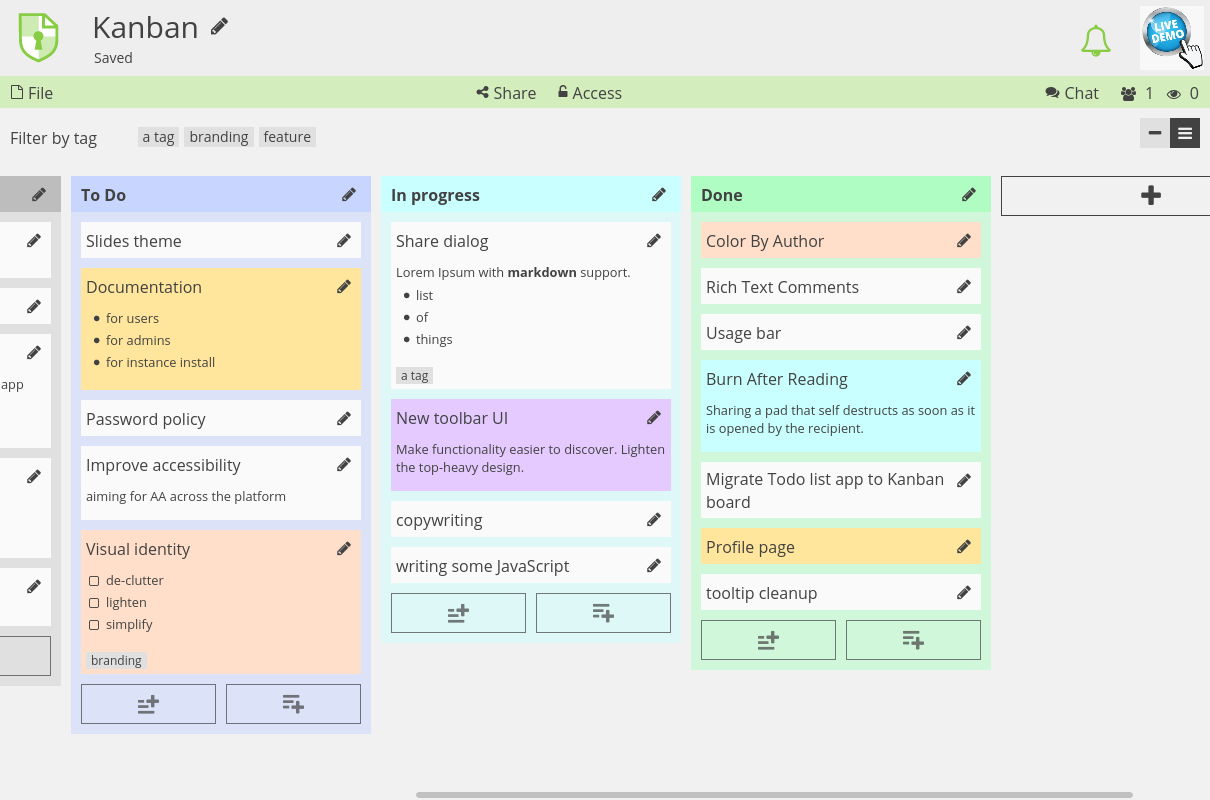 Kanban
Saved
LIVE
DEMO
File
Share
Access
Chat
1
0
Filter by tag
a tag
branding
feature
app
To Do
Slides theme
Documentation
for users
for admins
for instance install
Password policy
Improve accessibility
aiming for AA across the platform
Visual identity
de-clutter
lighten
simplify
branding
In progress
Share dialog
Lorem Ipsum with markdown support.
list
of
things
a tag
New toolbar UI
Make functionality easier to discover. Lighten
the top-heavy design.
copywriting
writing some JavaScript
Done
Color By Author
Rich Text Comments
Usage bar
Burn After Reading
Sharing a pad that self destructs as soon as it
is opened by the recipient.
Migrate Todo list app to Kanban
board
Profile page
tooltip cleanup